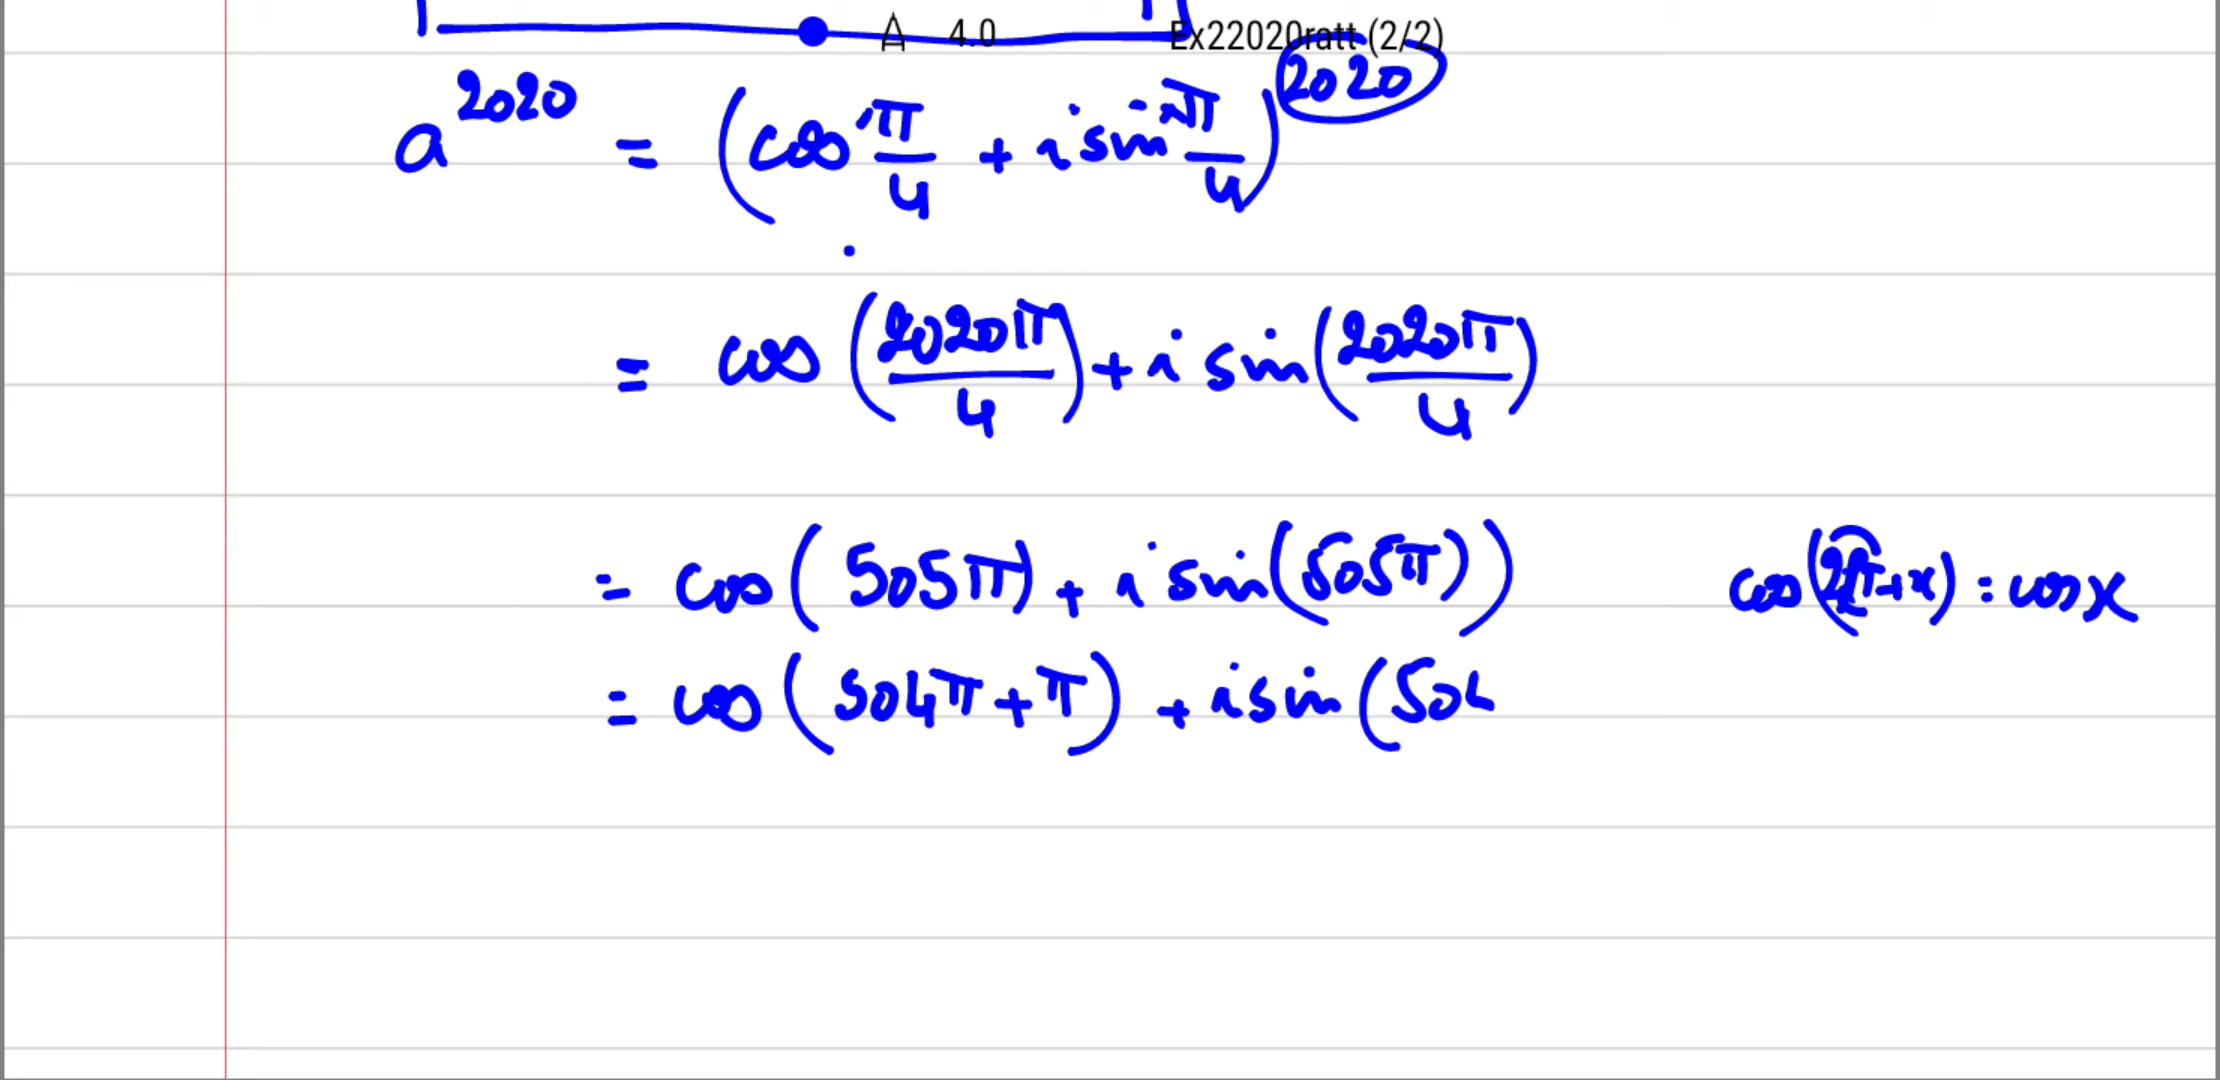 A 4.0 Ex22020ratt (2/2)
a^2020 = (cos π/4 + i sin π/4)^2020
= cos (2020π/4) + i sin (2020π/4)
= cos (505π) + i sin (505π)) cos( π+x) = cos x
= cos (504π + π) + i sin (504